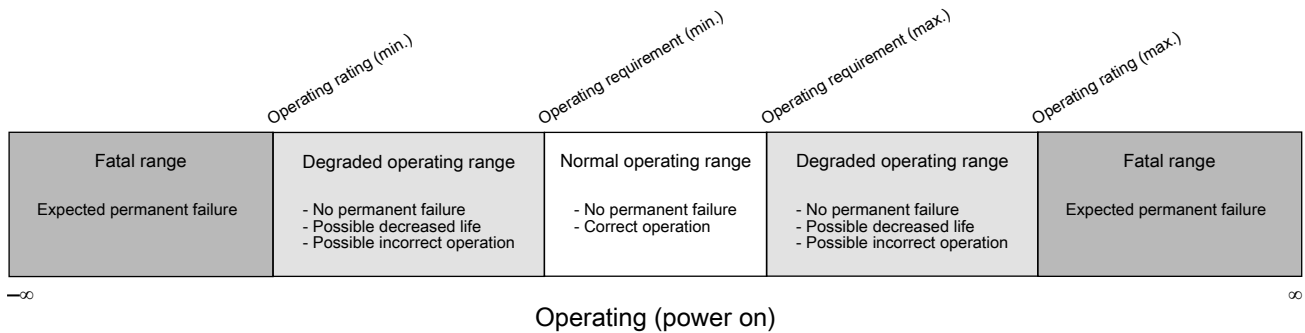 Operating rating (min.)
Operating requirement (min.)
Operating requirement (max.)
Operating rating (max.)
Fatal range
Expected permanent failure
Degraded operating range
- No permanent failure
- Possible decreased life
- Possible incorrect operation
Normal operating range
- No permanent failure
- Correct operation
Degraded operating range
- No permanent failure
- Possible decreased life
- Possible incorrect operation
Fatal range
Expected permanent failure
–∞
∞
Operating (power on)